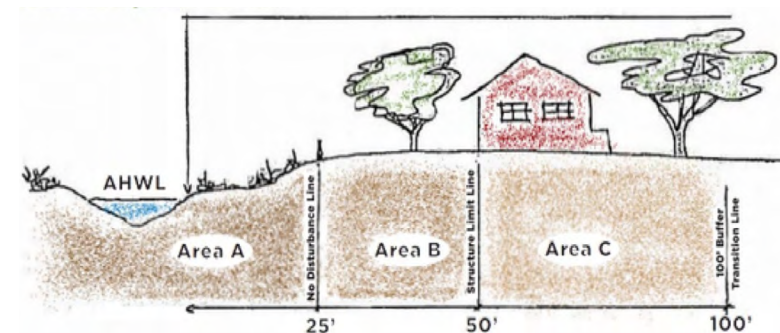 AHWL
Area A
No Disturbance Line
Area B
Structure Limit Line
Area C
100' Buffer
Transition Line
25'
50'
100'